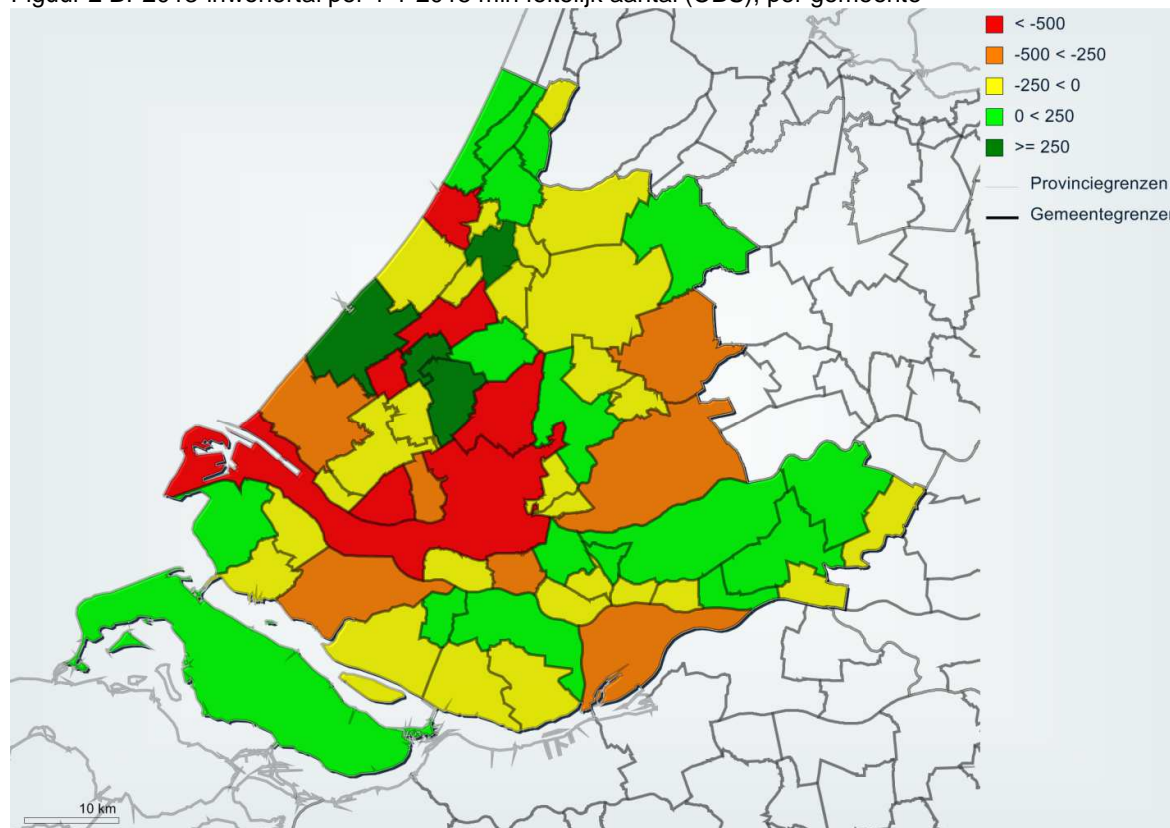 Figuur 2 inwonertal per min feitelijk aantal (CBS), per gemeente
< -500
-500 < -250
-250 < 0
0 < 250
>= 250
Provinciegrenzen
Gemeentegrenzen
10 km